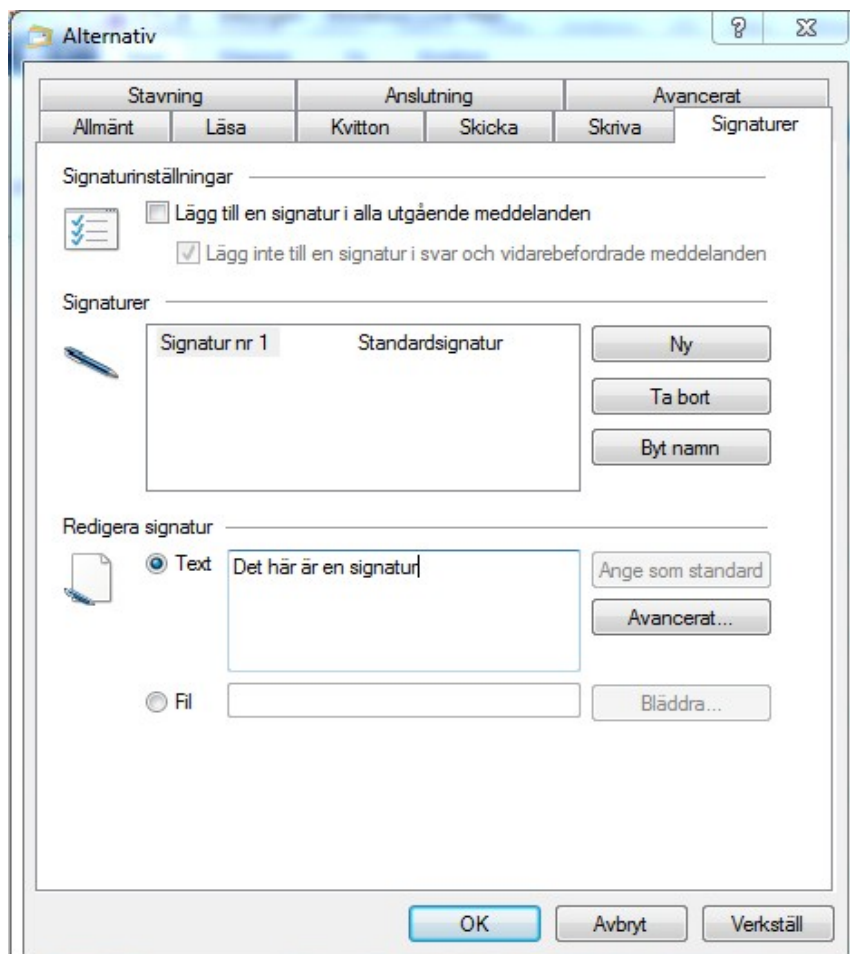 Alternativ
Stavning Anslutning Avancerat
Allmänt Läsa Kvitton Skicka Skriva Signaturer
Signaturinställningar
Lägg till en signatur i alla utgående meddelanden
Lägg inte till en signatur i svar och vidarebefordrade meddelanden
Signaturer
Signatur nr 1 Standardsignatur Ny
Ta bort
Byt namn
Redigera signatur
Text Det här är en signatur Ange som standard
Avancerat...
Fil Bläddra...
OK Avbryt Verkställ